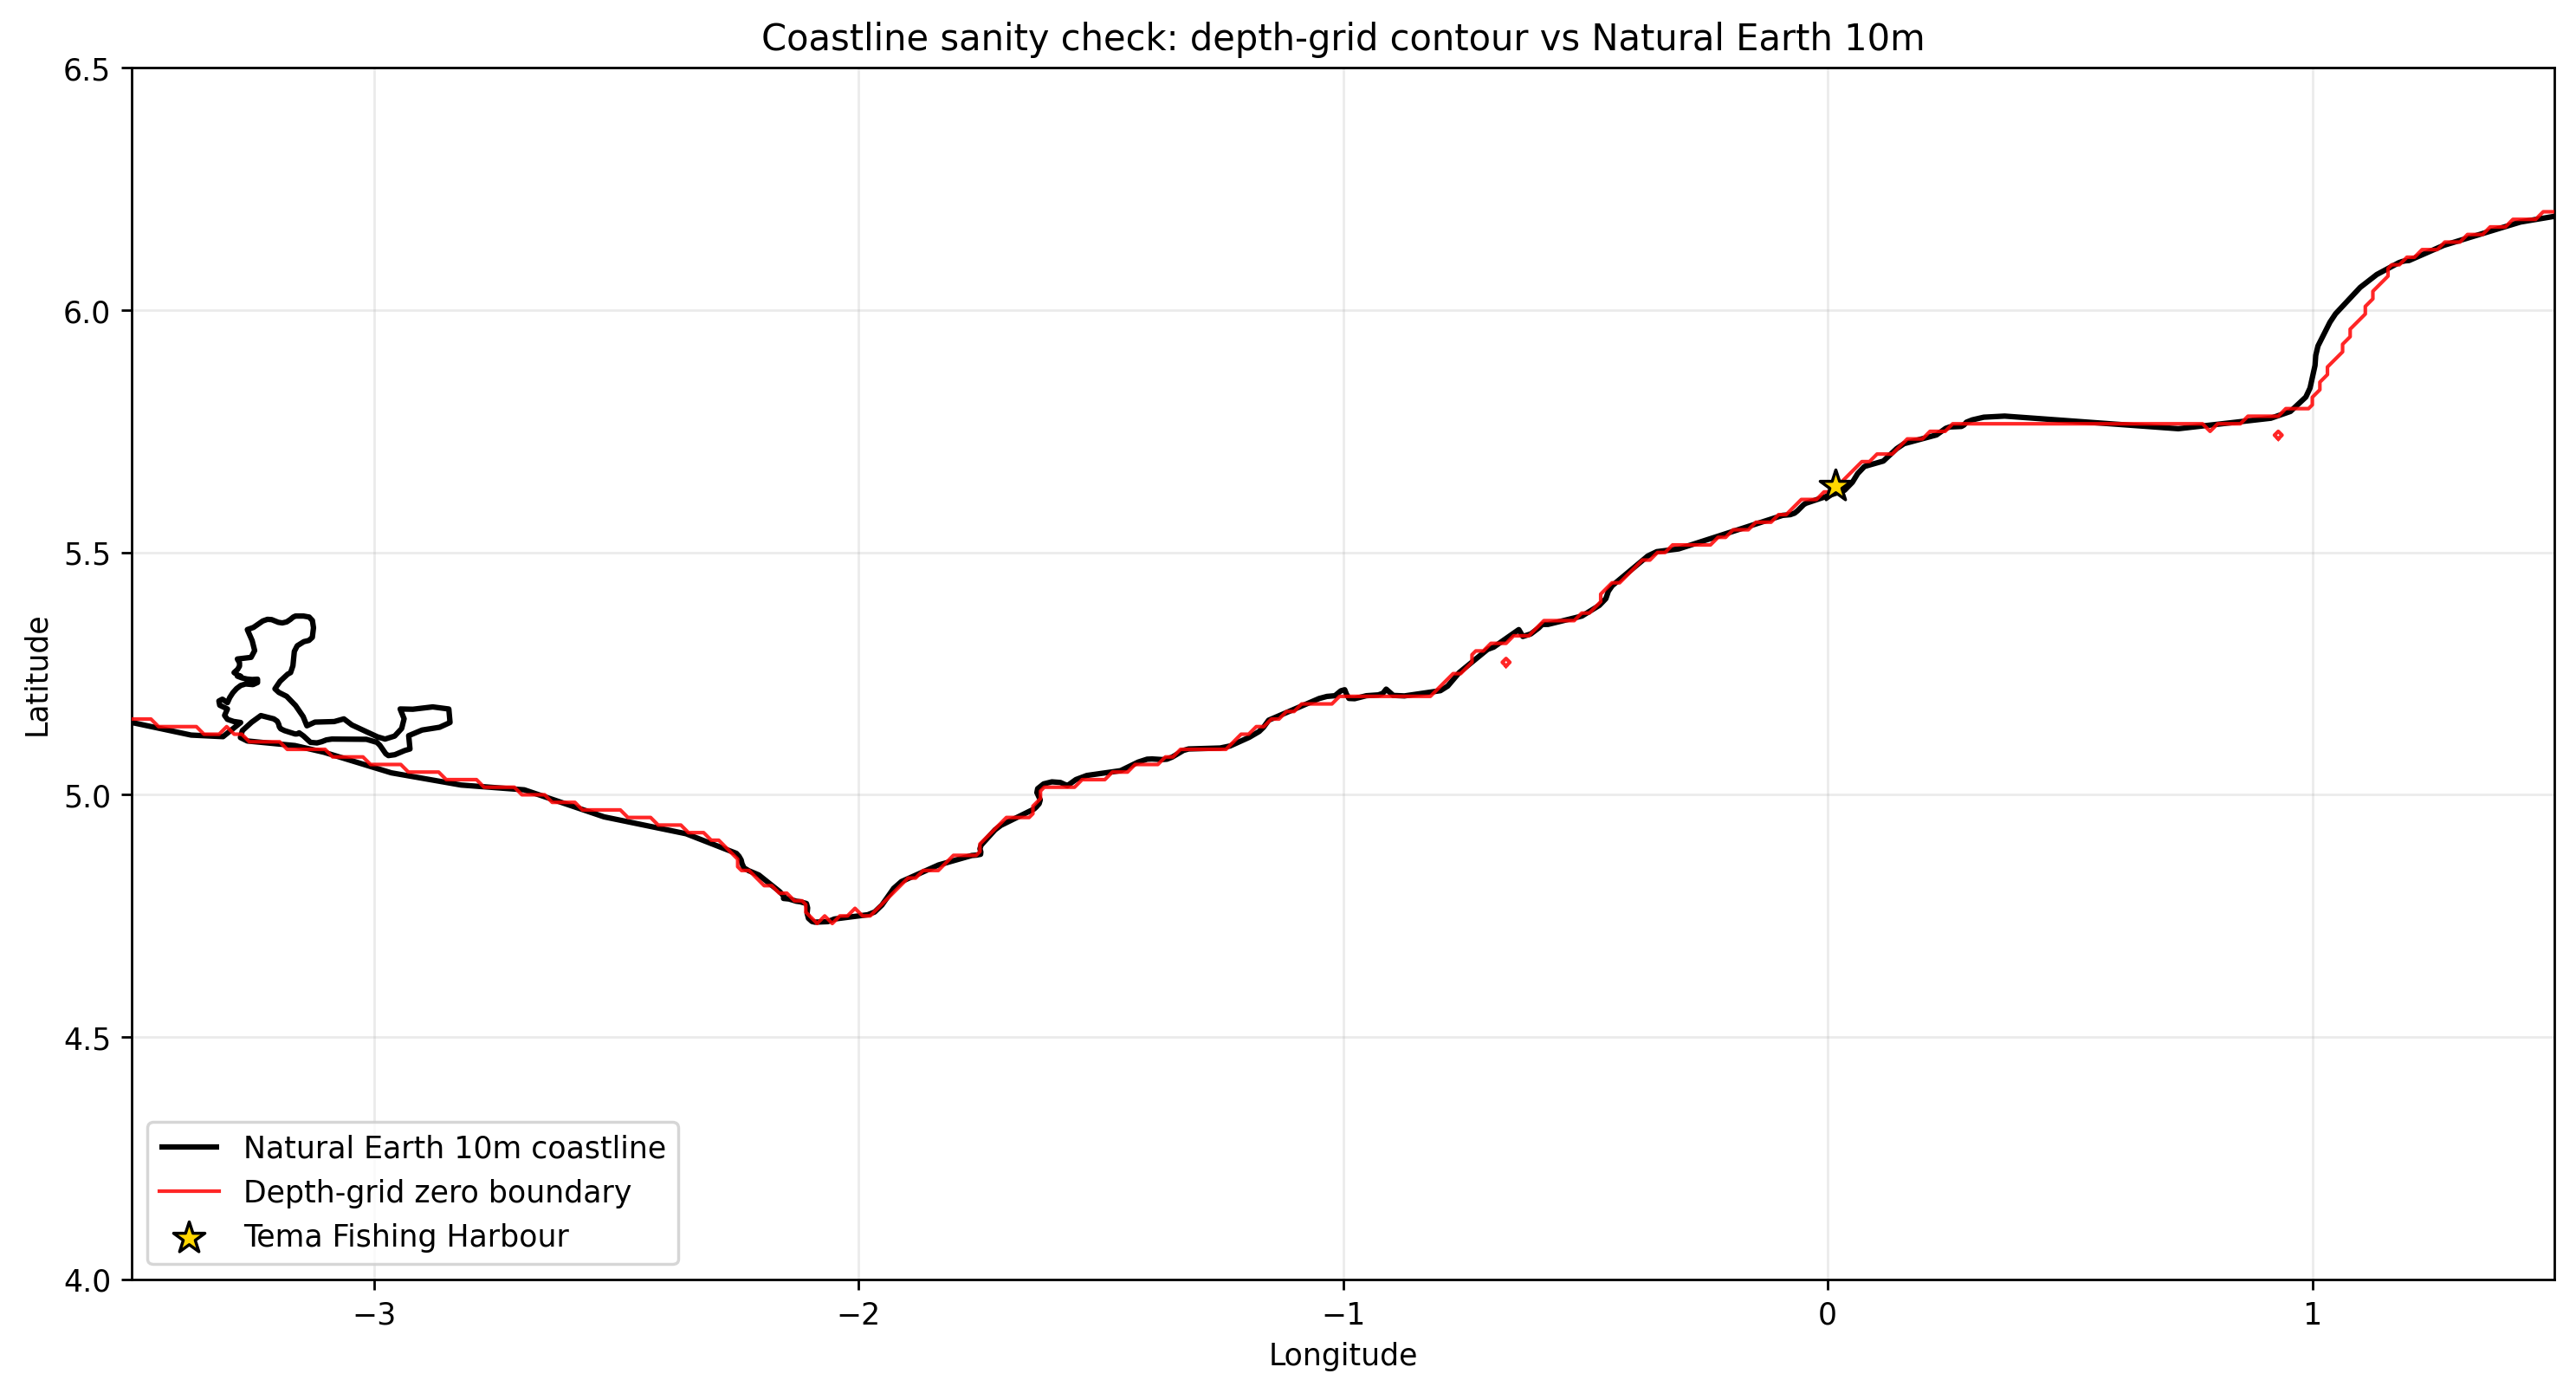 Coastline sanity check: depth-grid contour vs Natural Earth 10m
6.5
6.0
5.5
5.0
4.5
4.0
Latitude
Natural Earth 10m coastline
Depth-grid zero boundary
Tema Fishing Harbour
−3
−2
−1
0
1
Longitude